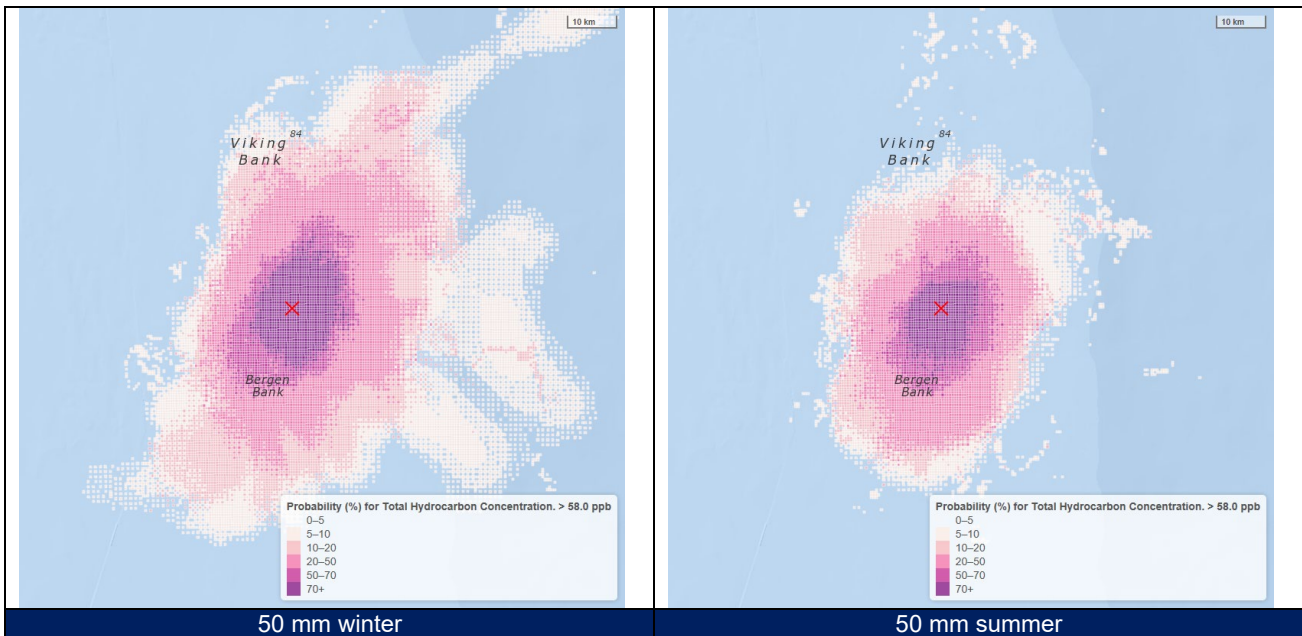 10 km
84
Viking
Bank
Bergen
Bank
Probability (%) for Total Hydrocarbon Concentration. > 58.0 ppb
0–5
5–10
10–20
20–50
50–70
70+
50 mm winter
10 km
84
Viking
Bank
Bergen
Bank
Probability (%) for Total Hydrocarbon Concentration. > 58.0 ppb
0–5
5–10
10–20
20–50
50–70
70+
50 mm summer